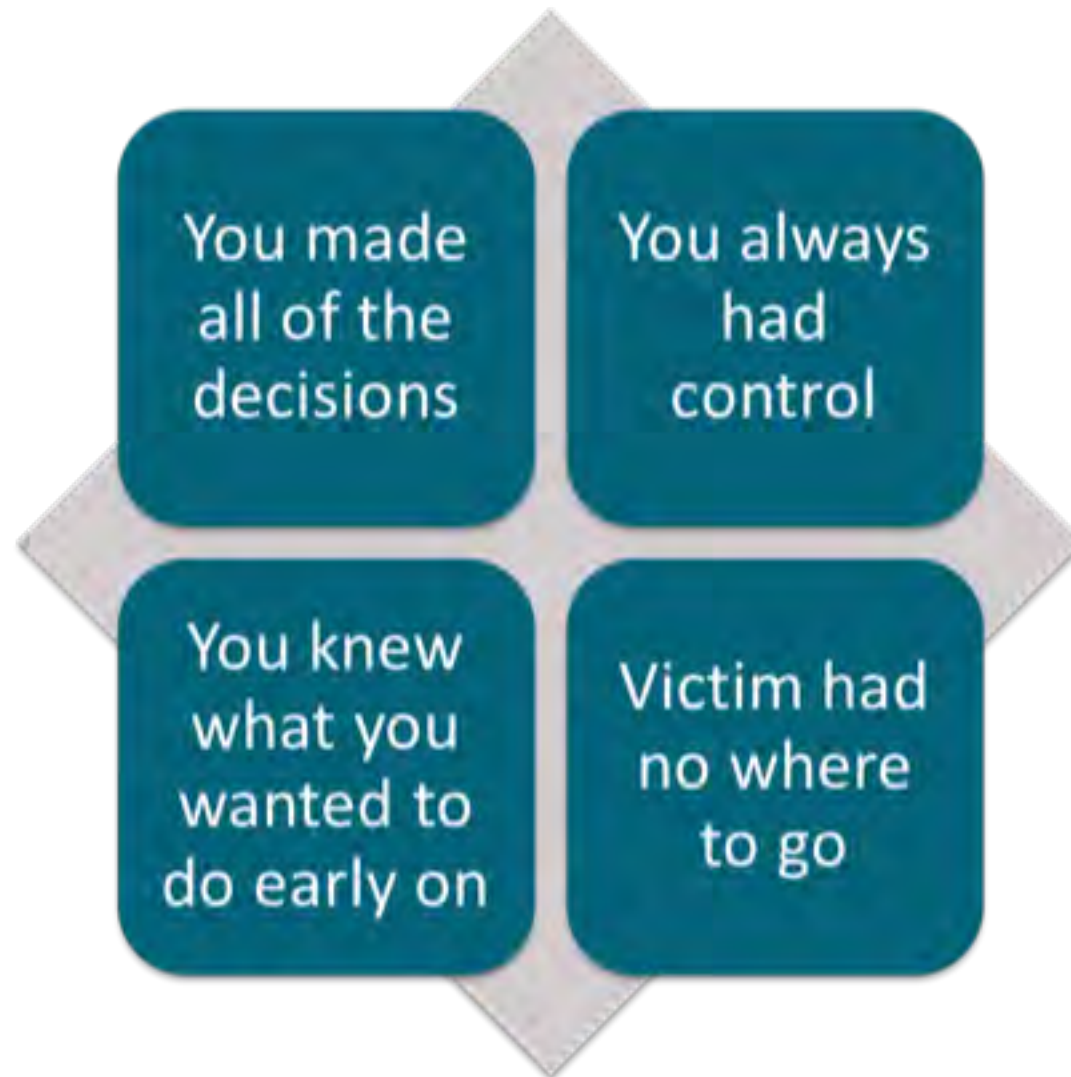 You made
all of the
decisions
You always
had
control
You knew
what you
wanted to
do early on
Victim had
no where
to go